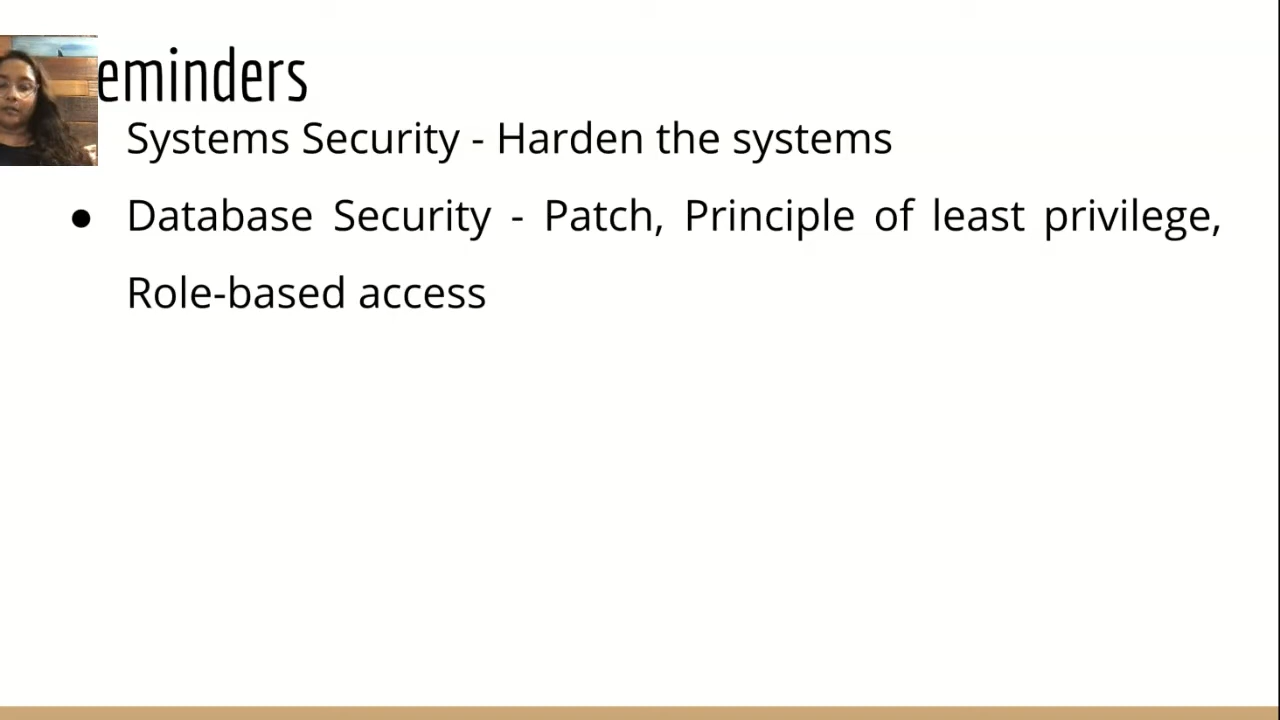 eminders
Systems Security - Harden the systems
● Database Security - Patch, Principle of least privilege,
Role-based access